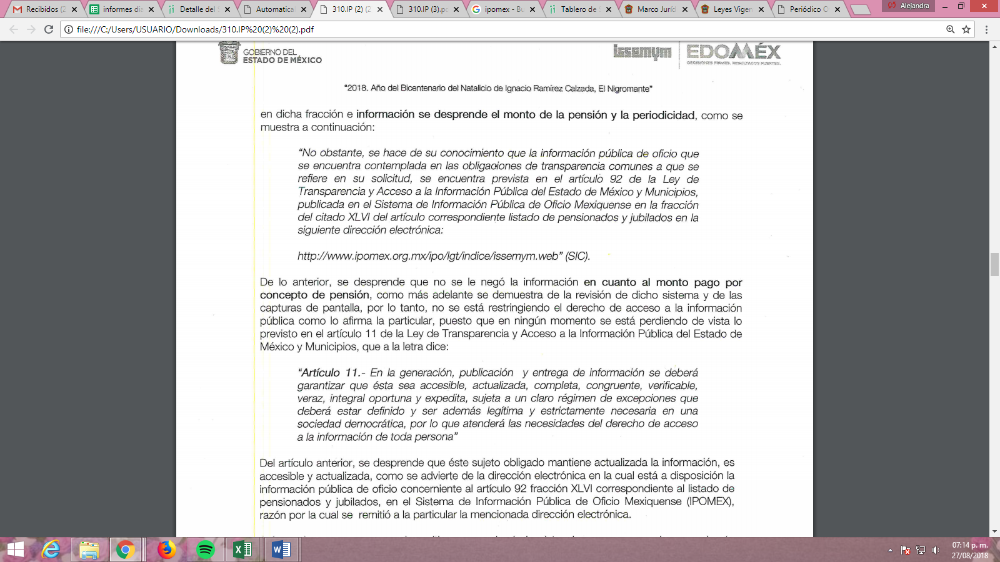 Recibidos (2
informes dia
Detalle del S
Automatical
310.IP (2) (2
310.IP (3).pd
ipomex - Bu
Tablero de S
Marco Juríd
Leyes Vigen
Periódico O
Alejandra
file:///C:/Users/USUARIO/Downloads/310.IP%20(2)%20(2).pdf
GOBIERNO DEL
ESTADO DE MÉXICO
issemym
EDOMÉX
DECISIONES FIRMES, RESULTADOS FUERTES.
"2018. Año del Bicentenario del Natalicio de Ignacio Ramírez Calzada, El Nigromante"
en dicha fracción e información se desprende el monto de la pensión y la periodicidad, como se
muestra a continuación:
"No obstante, se hace de su conocimiento que la información pública de oficio que
se encuentra contemplada en las obligaciones de transparencia comunes a que se
refiere en su solicitud, se encuentra prevista en el artículo 92 de la Ley de
Transparencia y Acceso a la Información Pública del Estado de México y Municipios,
publicada en el Sistema de Información Pública de Oficio Mexiquense en la fracción
del citado XLVI del artículo correspondiente listado de pensionados y jubilados en la
siguiente dirección electrónica:
http://www.ipomex.org.mx/ipo/lgt/indice/issemym.web" (SIC).
De lo anterior, se desprende que no se le negó la información en cuanto al monto pago por
concepto de pensión, como más adelante se demuestra de la revisión de dicho sistema y de las
capturas de pantalla, por lo tanto, no se está restringiendo el derecho de acceso a la información
pública como lo afirma la particular, puesto que en ningún momento se está perdiendo de vista lo
previsto en el artículo 11 de la Ley de Transparencia y Acceso a la Información Pública del Estado de
México y Municipios, que a la letra dice:
"Artículo 11.- En la generación, publicación y entrega de información se deberá
garantizar que ésta sea accesible, actualizada, completa, congruente, verificable,
veraz, integral oportuna y expedita, sujeta a un claro régimen de excepciones que
deberá estar definido y ser además legítima y estrictamente necesaria en una
sociedad democrática, por lo que atenderá las necesidades del derecho de acceso
a la información de toda persona"
Del artículo anterior, se desprende que éste sujeto obligado mantiene actualizada la información, es
accesible y actualizada, como se advierte de la dirección electrónica en la cual está a disposición la
información pública de oficio concerniente al artículo 92 fracción XLVI correspondiente al listado de
pensionados y jubilados, en el Sistema de Información Pública de Oficio Mexiquense (IPOMEX),
razón por la cual se remitió a la particular la mencionada dirección electrónica.
07:14 p. m.
27/08/2018